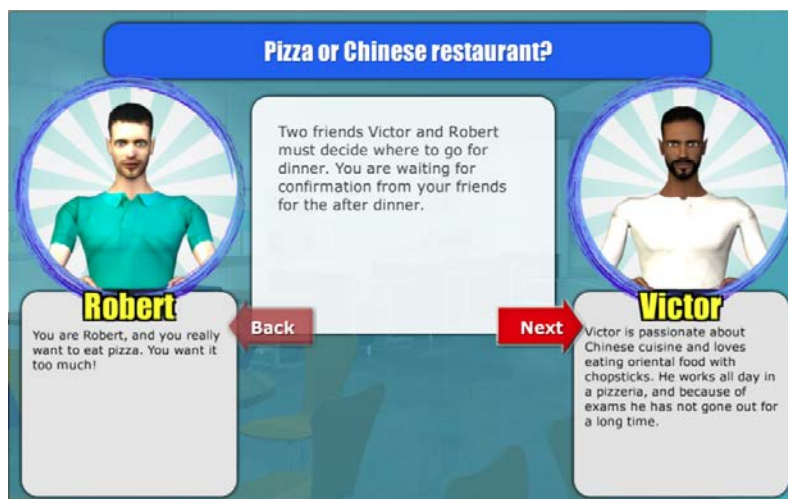 Pizza or Chinese restaurant?
Two friends Victor and Robert
must decide where to go for
dinner. You are waiting for
confirmation from your friends
for the after dinner.
Robert
You are Robert, and you really
want to eat pizza. You want it
too much!
Back
Next
Victor
Victor is passionate about
Chinese cuisine and loves
eating oriental food with
chopsticks. He works all day in
a pizzeria, and because of
exams he has not gone out for
a long time.